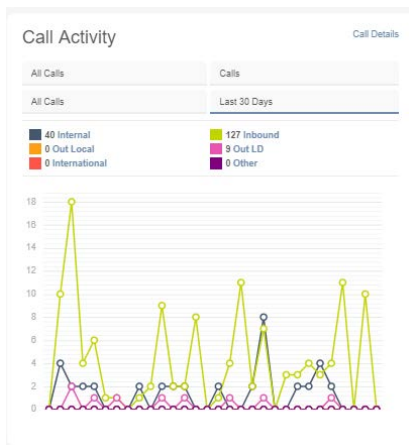 Call Activity
Call Details
All Calls
Calls
All Calls
Last 30 Days
40 Internal
127 Inbound
0 Out Local
9 Out LD
0 International
0 Other
18
16
14
12
10
8
6
4
2
0